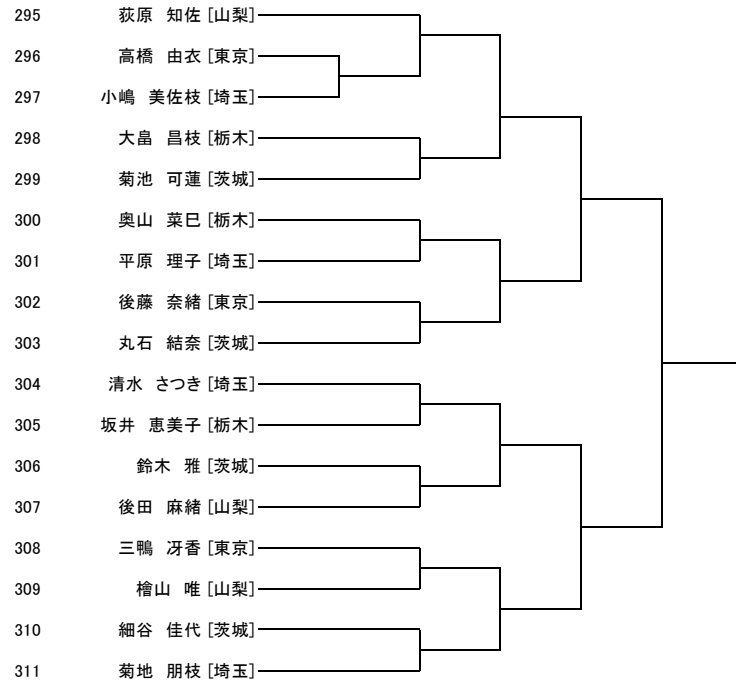 295 荻原 知佐 [山梨]
296 高橋 由衣 [東京]
297 小嶋 美佐枝 [埼玉]
298 大畠 昌枝 [栃木]
299 菊池 可蓮 [茨城]
300 奥山 菜巳 [栃木]
301 平原 理子 [埼玉]
302 後藤 奈緒 [東京]
303 丸石 結奈 [茨城]
304 清水 さつき [埼玉]
305 坂井 恵美子 [栃木]
306 鈴木 雅 [茨城]
307 後田 麻緒 [山梨]
308 三鴨 冴香 [東京]
309 檜山 唯 [山梨]
310 細谷 佳代 [茨城]
311 菊地 朋枝 [埼玉]